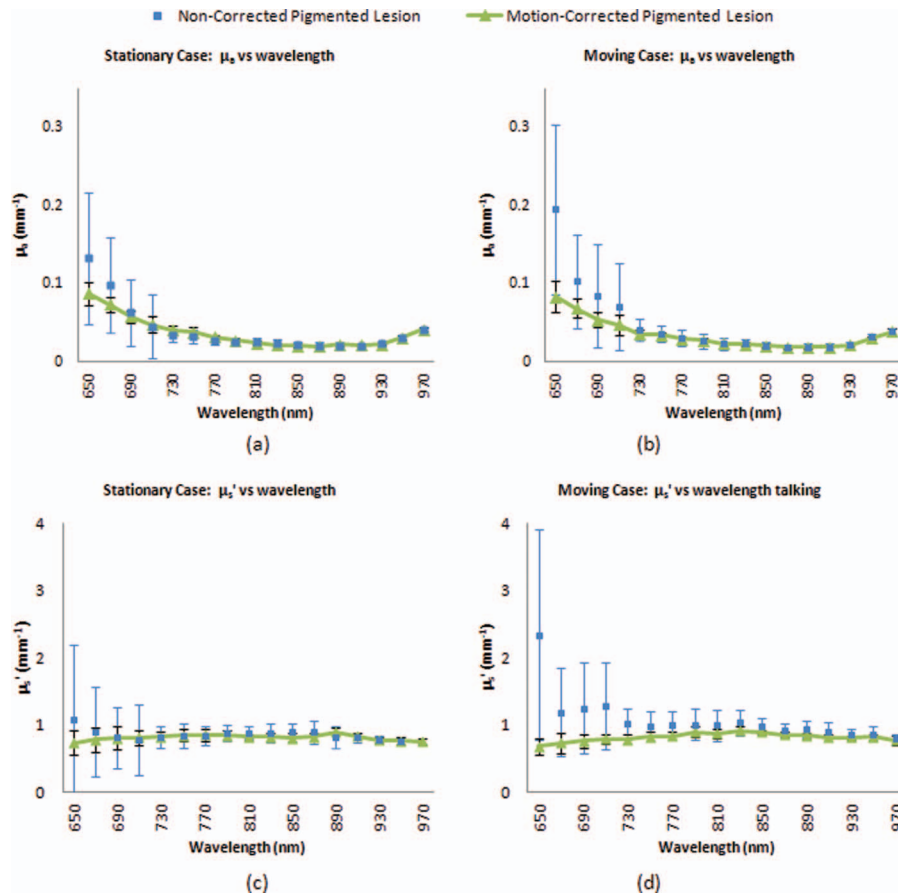 Non-Corrected Pigmented Lesion Motion-Corrected Pigmented Lesion
Stationary Case: μa vs wavelength
μa (mm⁻¹)
0.3
0.2
0.1
0
650 690 730 770 810 850 890 930 970
Wavelength (nm)
(a)
Moving Case: μa vs wavelength
μa (mm⁻¹)
0.3
0.2
0.1
0
650 690 730 770 810 850 890 930 970
Wavelength (nm)
(b)
Stationary Case: μs' vs wavelength
μs' (mm⁻¹)
4
3
2
1
0
650 690 730 770 810 850 890 930 970
Wavelength (nm)
(c)
Moving Case: μs' vs wavelength talking
μs' (mm⁻¹)
4
3
2
1
0
650 690 730 770 810 850 890 930 970
Wavelength (nm)
(d)